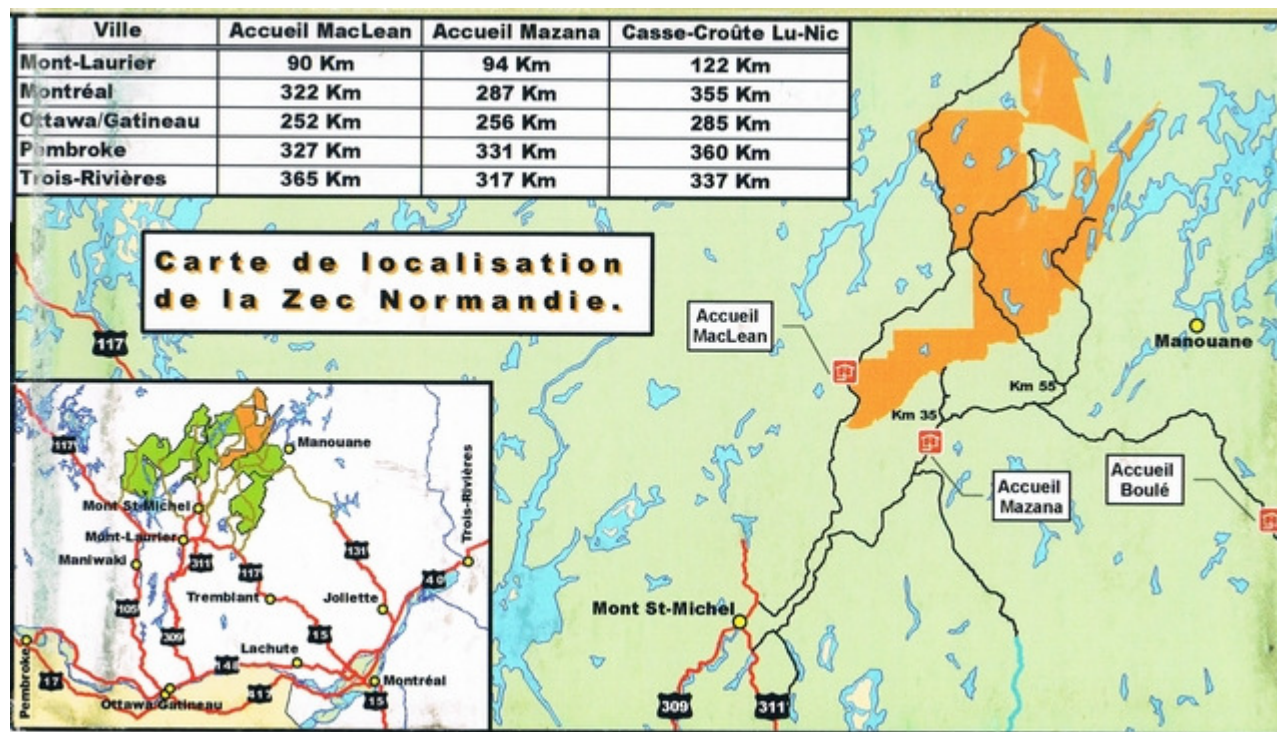 Ville Accueil MacLean Accueil Mazana Casse-Croûte Lu-Nic
Mont-Laurier 90 Km 94 Km 122 Km
Montréal 322 Km 287 Km 355 Km
Ottawa/Gatineau 252 Km 256 Km 285 Km
Pembroke 327 Km 331 Km 360 Km
Trois-Rivières 365 Km 317 Km 337 Km
Carte de localisation
de la Zec Normandie.
117
Accueil
MacLean
Manouane
Km 55
Km 35
Accueil
Mazana
Accueil
Boulé
Mont St-Michel
309
311
117
Manouane
Trois-Rivières
Mont St-Michel
Mont-Laurier
Maniwaki
311
117
131
40
Tremblant
Joliette
105
309
15
Lachute
148
Pembroke
17
Ottawa/Gatineau
417
Montréal
15